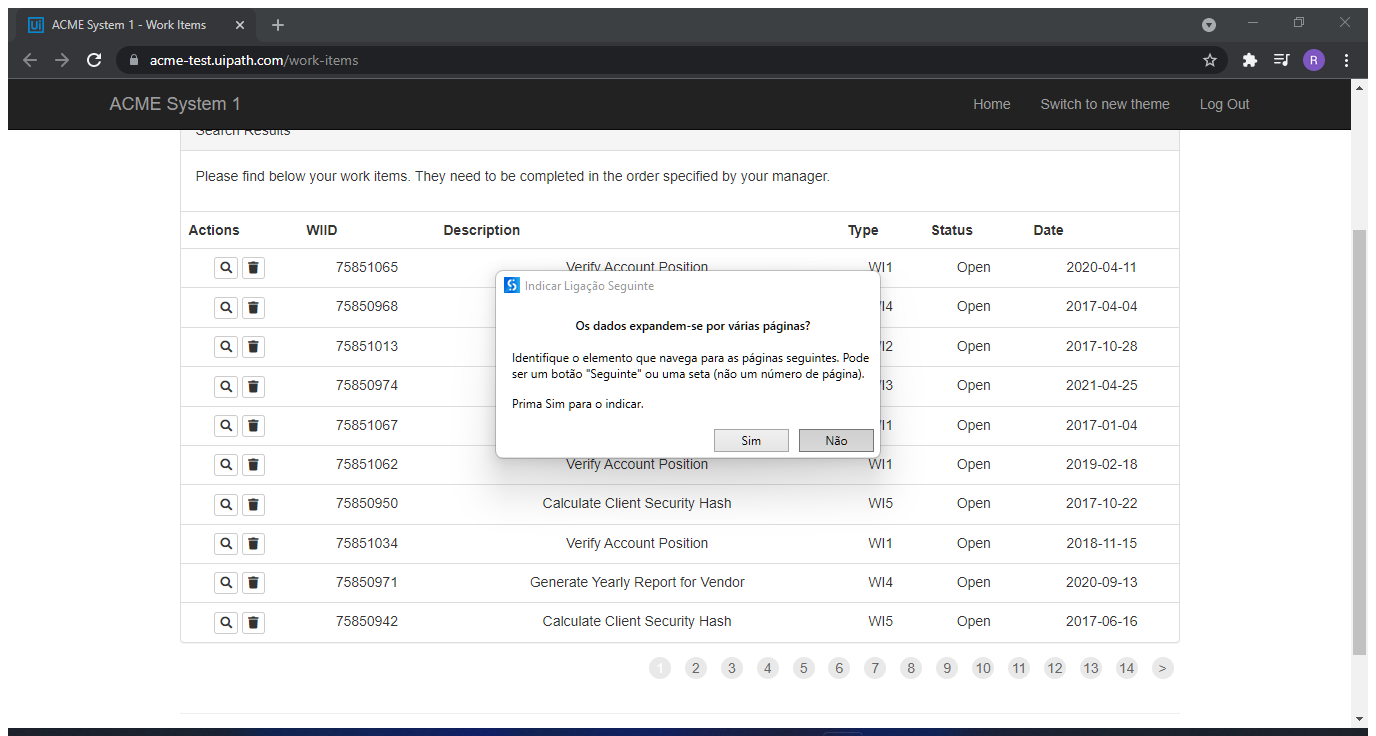 ACME System 1 - Work Items
acme-test.uipath.com/work-items
R
ACME System 1 Home Switch to new theme Log Out
Search Results
Please find below your work items. They need to be completed in the order specified by your manager.
Actions WIID Description Type Status Date
75851065 Verify Account Position WI1 Open 2020-04-11
75850968 WI4 Open 2017-04-04
75851013 WI2 Open 2017-10-28
75850974 WI3 Open 2021-04-25
75851067 WI1 Open 2017-01-04
75851062 Verify Account Position WI1 Open 2019-02-18
75850950 Calculate Client Security Hash WI5 Open 2017-10-22
75851034 Verify Account Position WI1 Open 2018-11-15
75850971 Generate Yearly Report for Vendor WI4 Open 2020-09-13
75850942 Calculate Client Security Hash WI5 Open 2017-06-16
Indicar Ligação Seguinte
Os dados expandem-se por várias páginas?
Identifique o elemento que navega para as páginas seguintes. Pode
ser um botão "Seguinte" ou uma seta (não um número de página).
Prima Sim para o indicar.
Sim Não
1 2 3 4 5 6 7 8 9 10 11 12 13 14 >